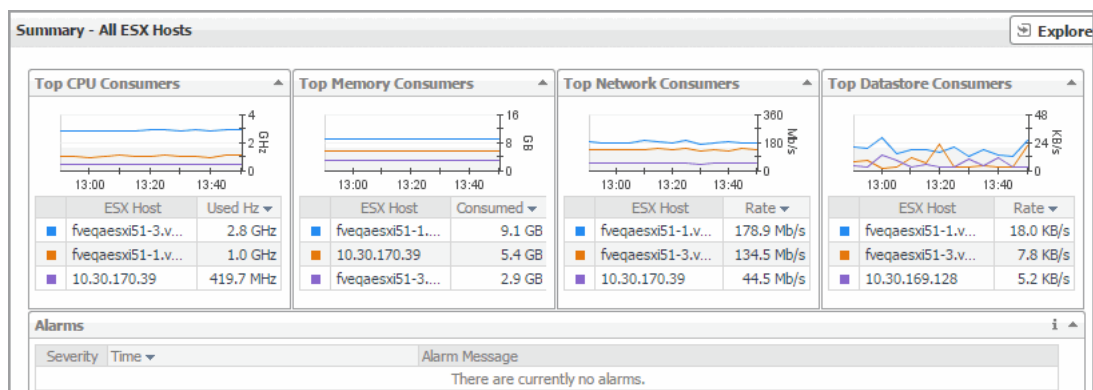 Summary - All ESX Hosts
Explore
Top CPU Consumers
4
2
0
GHz
13:00 13:20 13:40
ESX Host Used Hz
fveqaesxi51-3.v... 2.8 GHz
fveqaesxi51-1.v... 1.0 GHz
10.30.170.39 419.7 MHz
Top Memory Consumers
16
8
0
GB
13:00 13:20 13:40
ESX Host Consumed
fveqaesxi51-1.... 9.1 GB
10.30.170.39 5.4 GB
fveqaesxi51-3.... 2.9 GB
Top Network Consumers
360
180
0
Mb/s
13:00 13:20 13:40
ESX Host Rate
fveqaesxi51-1.v... 178.9 Mb/s
fveqaesxi51-3.v... 134.5 Mb/s
10.30.170.39 44.5 Mb/s
Top Datastore Consumers
48
24
0
KB/s
13:00 13:20 13:40
ESX Host Rate
fveqaesxi51-1.v... 18.0 KB/s
fveqaesxi51-3.v... 7.8 KB/s
10.30.169.128 5.2 KB/s
Alarms i
Severity Time Alarm Message
There are currently no alarms.